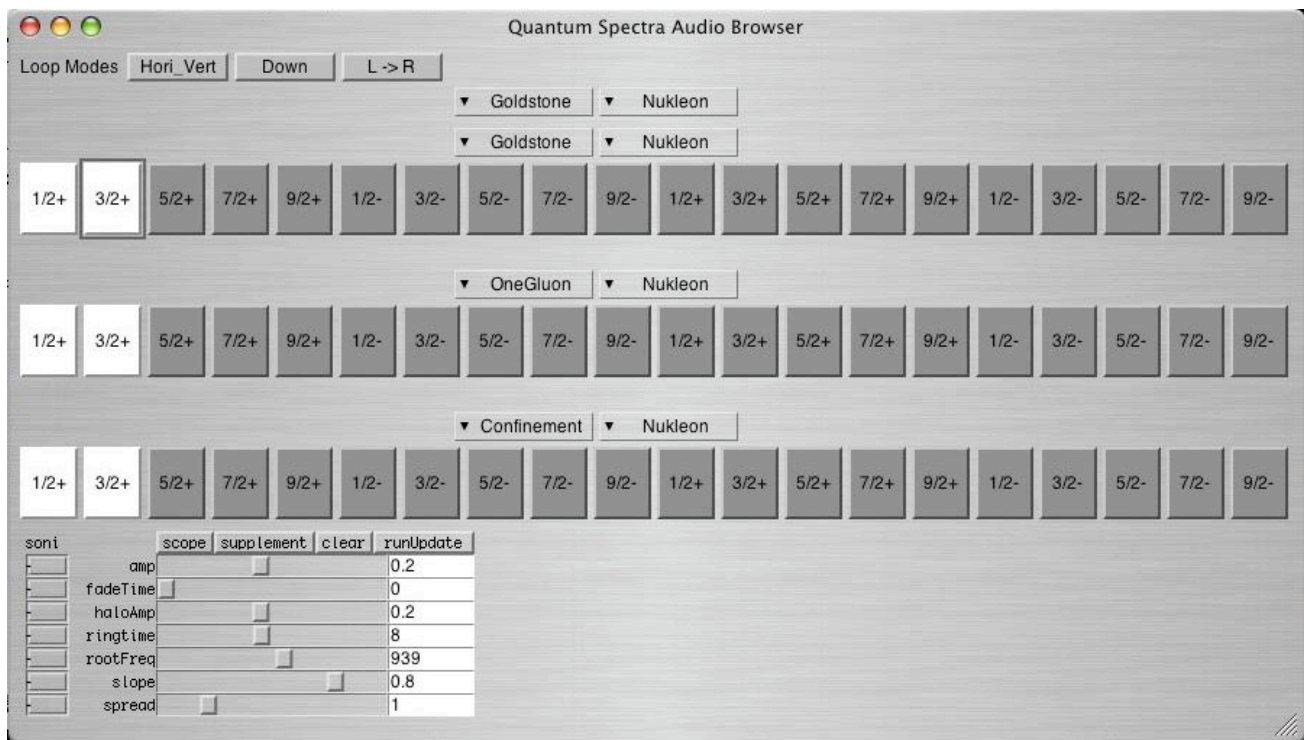 Quantum Spectra Audio Browser
Loop Modes Hori_Vert Down L -> R
▼ Goldstone ▼ Nukleon
▼ Goldstone ▼ Nukleon
1/2+ 3/2+ 5/2+ 7/2+ 9/2+ 1/2- 3/2- 5/2- 7/2- 9/2- 1/2+ 3/2+ 5/2+ 7/2+ 9/2+ 1/2- 3/2- 5/2- 7/2- 9/2-
▼ OneGluon ▼ Nukleon
1/2+ 3/2+ 5/2+ 7/2+ 9/2+ 1/2- 3/2- 5/2- 7/2- 9/2- 1/2+ 3/2+ 5/2+ 7/2+ 9/2+ 1/2- 3/2- 5/2- 7/2- 9/2-
▼ Confinement ▼ Nukleon
1/2+ 3/2+ 5/2+ 7/2+ 9/2+ 1/2- 3/2- 5/2- 7/2- 9/2- 1/2+ 3/2+ 5/2+ 7/2+ 9/2+ 1/2- 3/2- 5/2- 7/2- 9/2-
soni scope supplement clear runUpdate
amp 0.2
fadeTime 0
haloAmp 0.2
ringtime 8
rootFreq 939
slope 0.8
spread 1